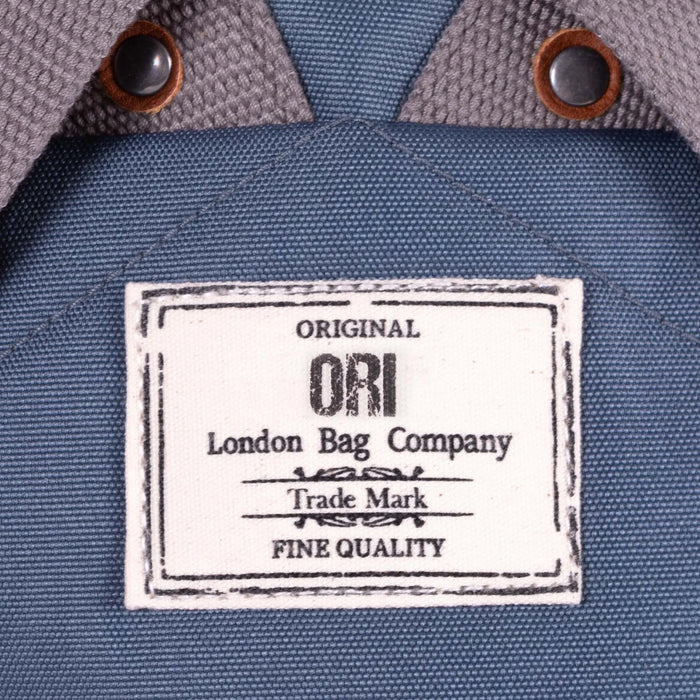 ORIGINAL
ORI
London Bag Company
Trade Mark
FINE QUALITY